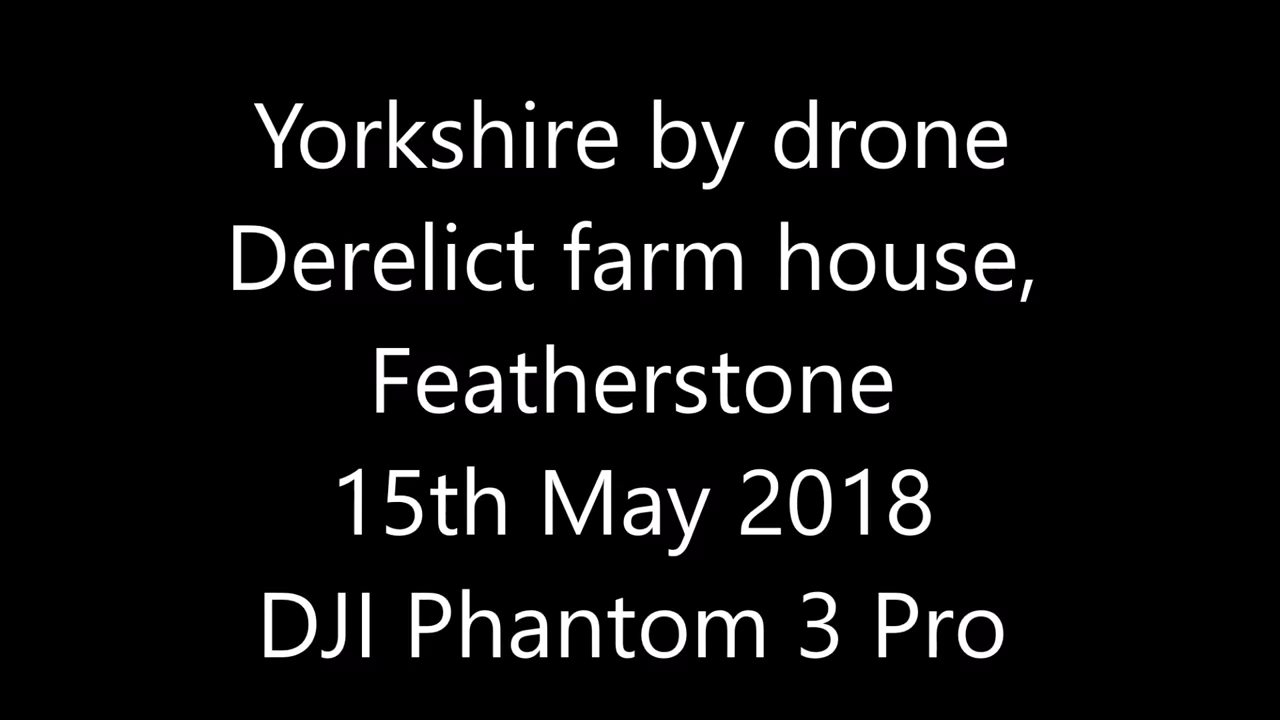 Yorkshire by drone
Derelict farm house,
Featherstone
15th May 2018
DJI Phantom 3 Pro